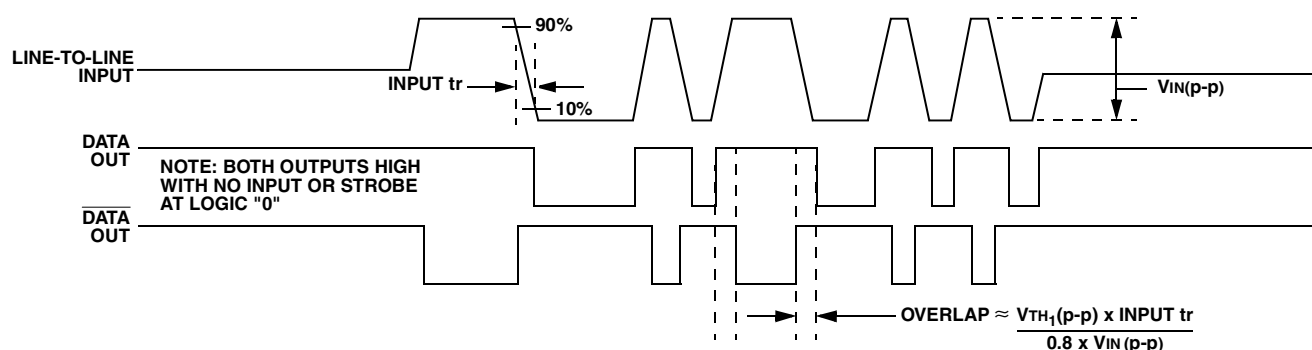 90%
LINE-TO-LINE
INPUT
INPUT tr
10%
VIN(p-p)
DATA
OUT
NOTE: BOTH OUTPUTS HIGH
WITH NO INPUT OR STROBE
AT LOGIC "0"
DATA
OUT
OVERLAP ≈ VTH1(p-p) x INPUT tr
0.8 x VIN (p-p)